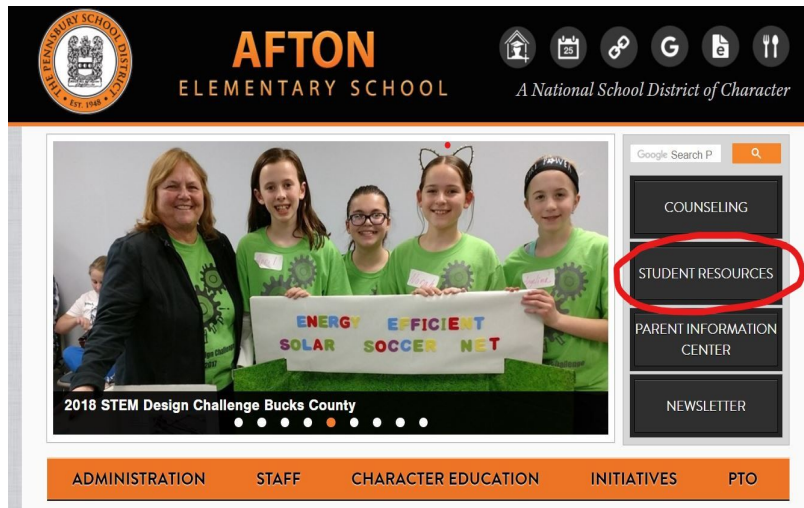 THE PENNSBURY SCHOOL DISTRICT
EST. 1948
AFTON
ELEMENTARY SCHOOL
25
G
e
A National School District of Character
Google Search P
COUNSELING
STUDENT RESOURCES
PARENT INFORMATION
CENTER
NEWSLETTER
ENERGY EFFICIENT
SOLAR SOCCER NET
2018 STEM Design Challenge Bucks County
ADMINISTRATION STAFF CHARACTER EDUCATION INITIATIVES PTO